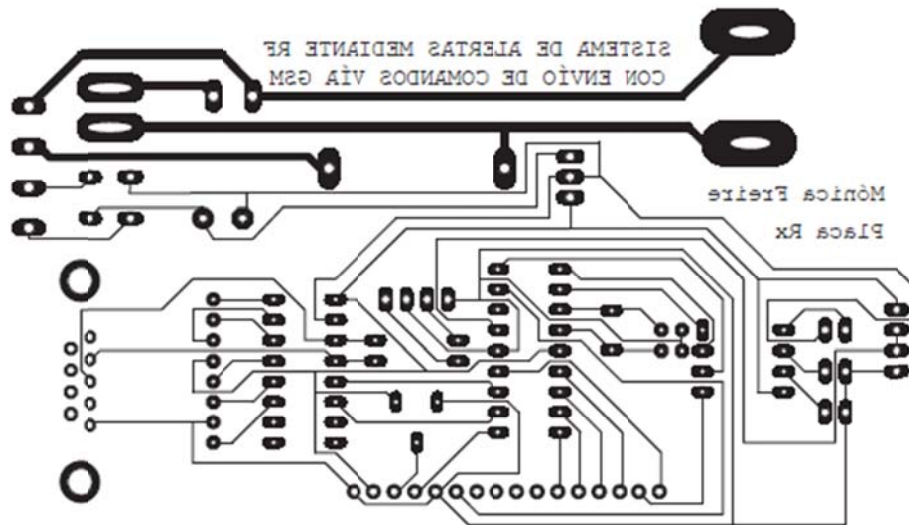 SISTEMA DE ALERTAS MEDIANTE RF
CON ENVÍO DE COMANDOS VÍA GSM
Mónica Freire
Placa Rx